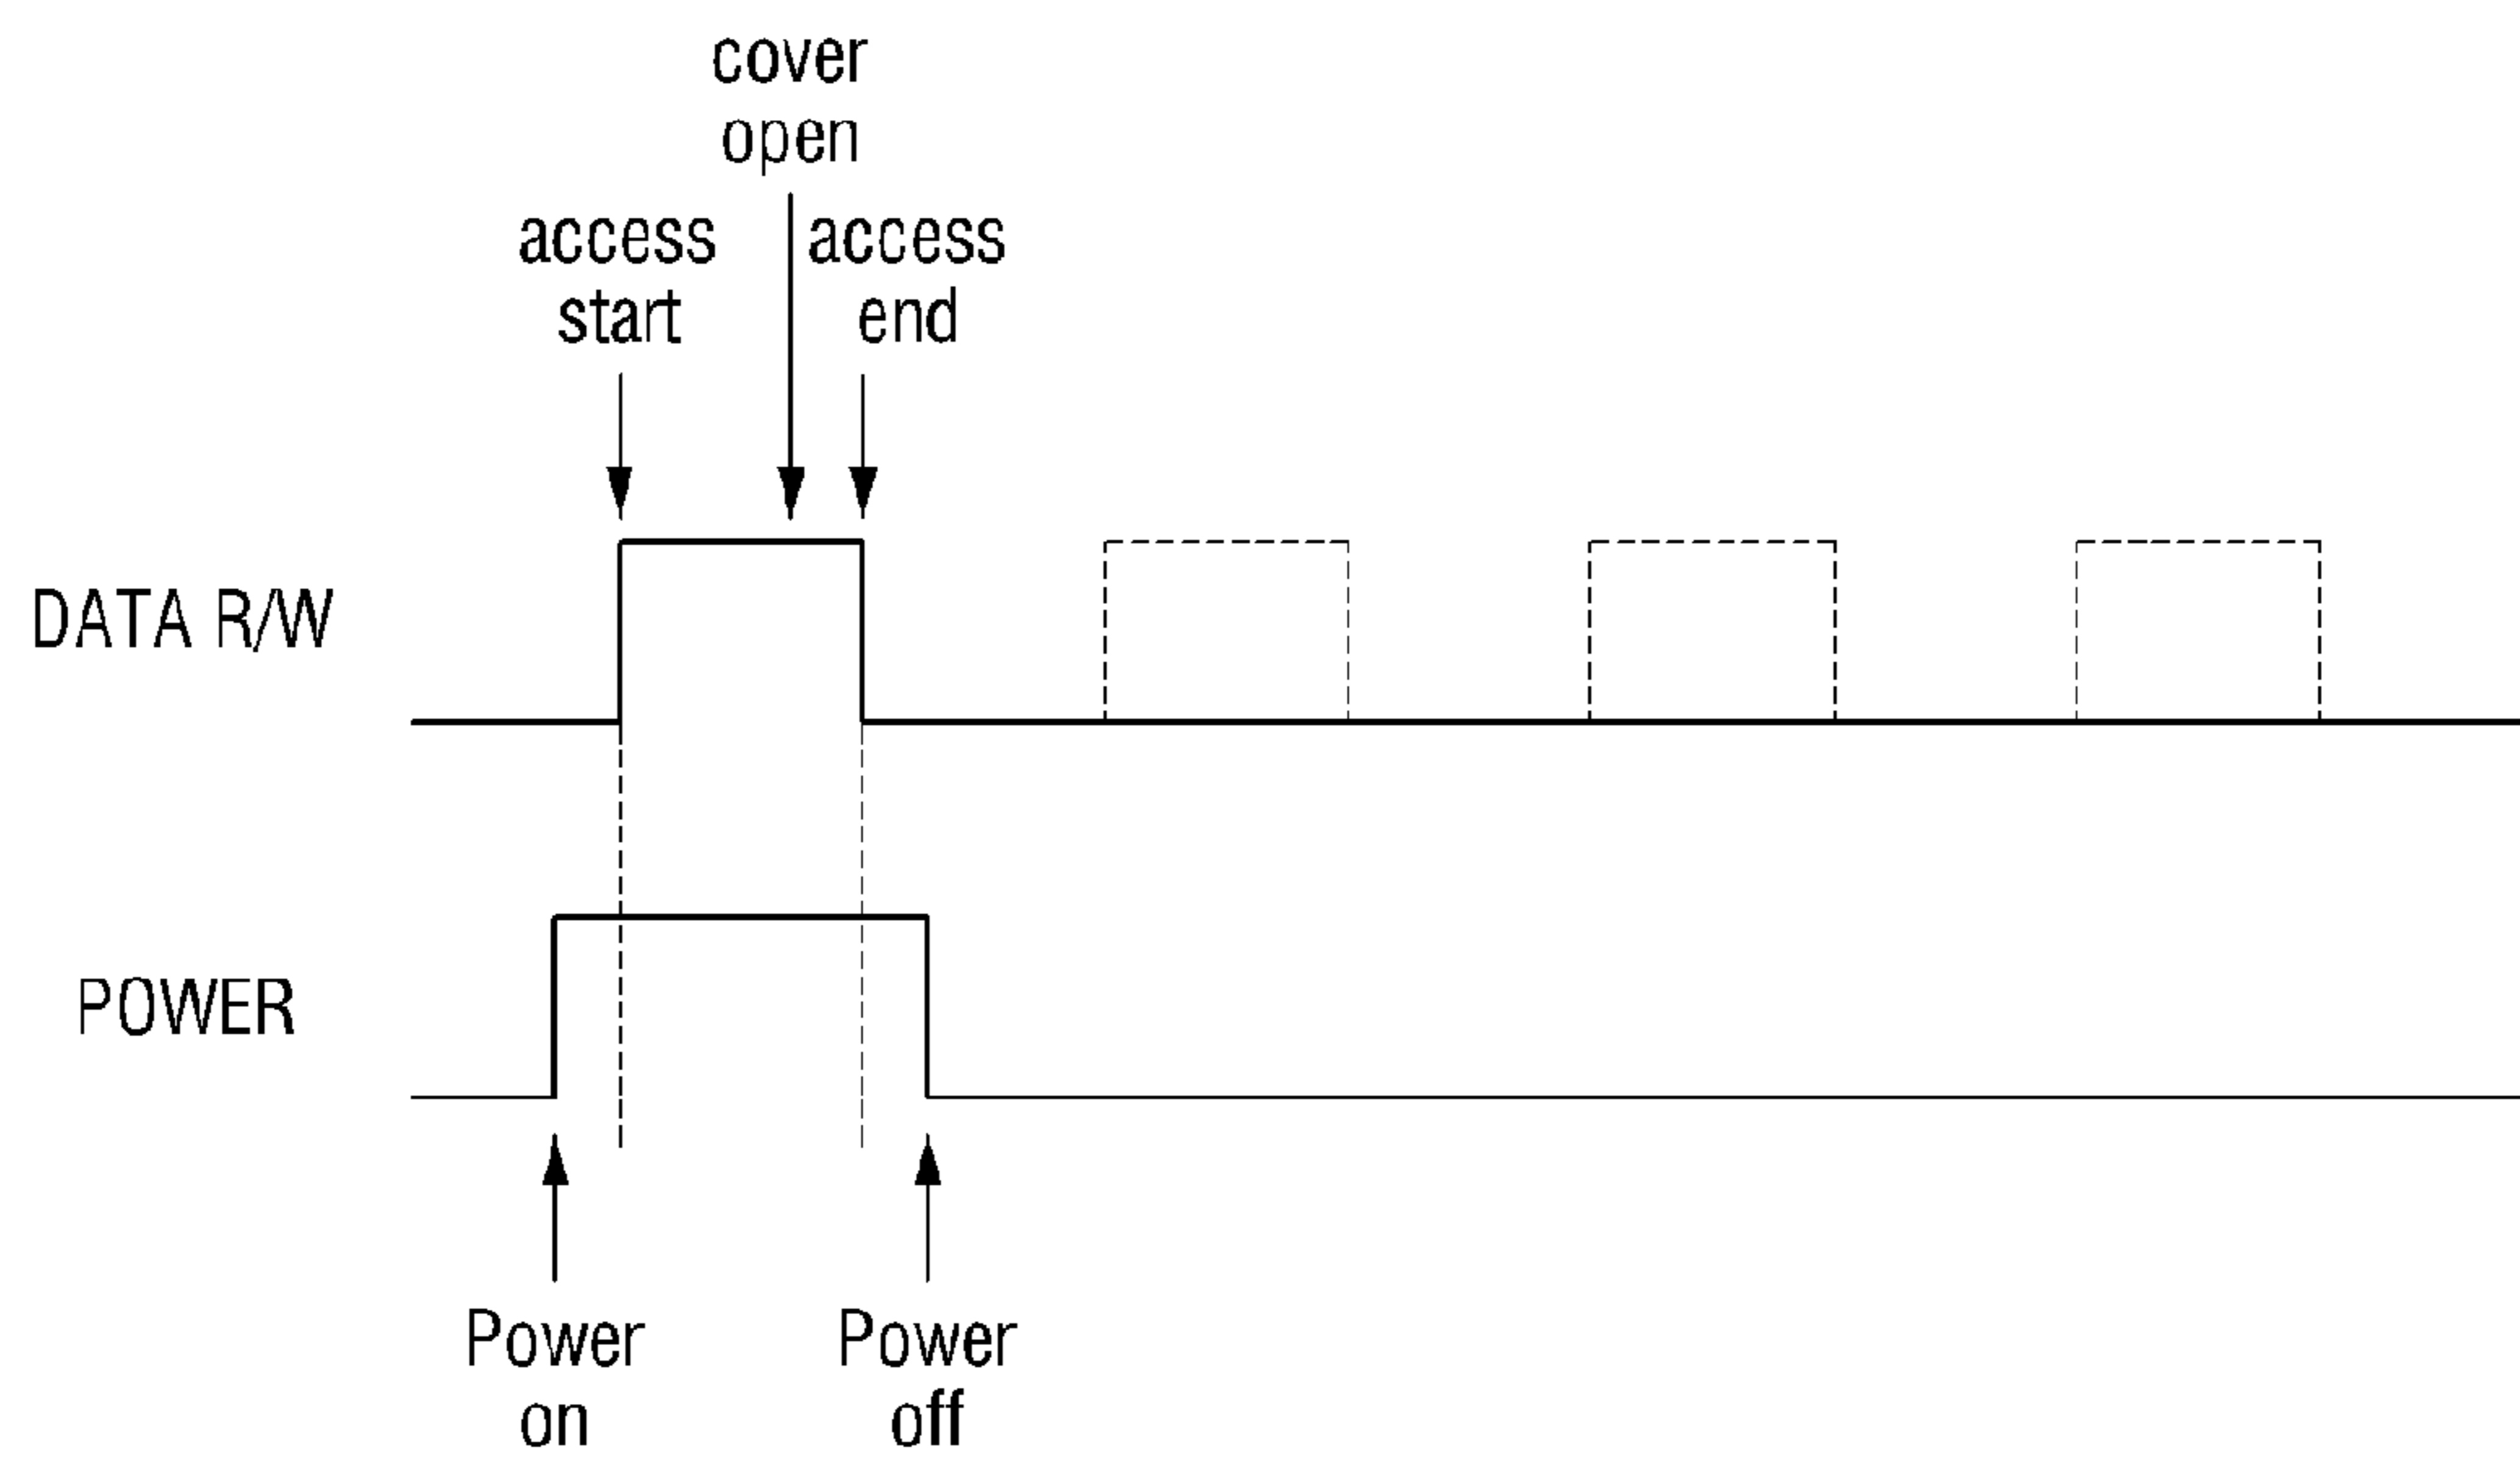 cover
open
access
start
access
end
DATA R/W
POWER
Power
on
Power
off